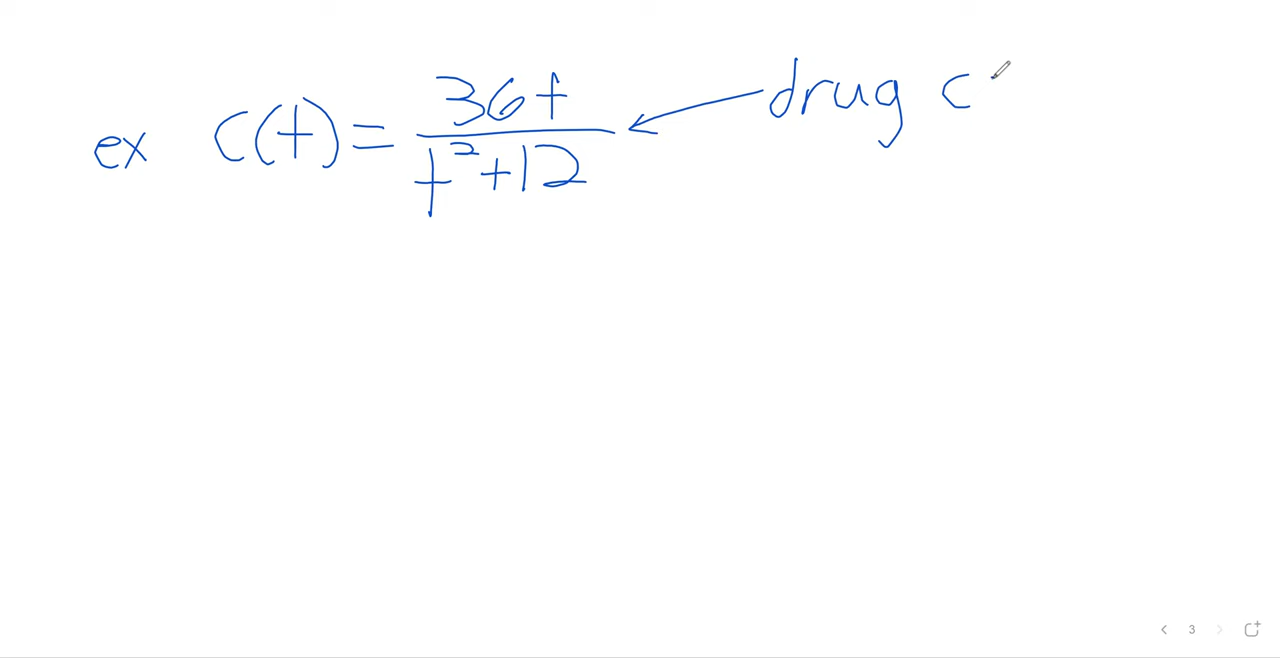 ex C(t) = 36t / t²+12 ← drug c
3